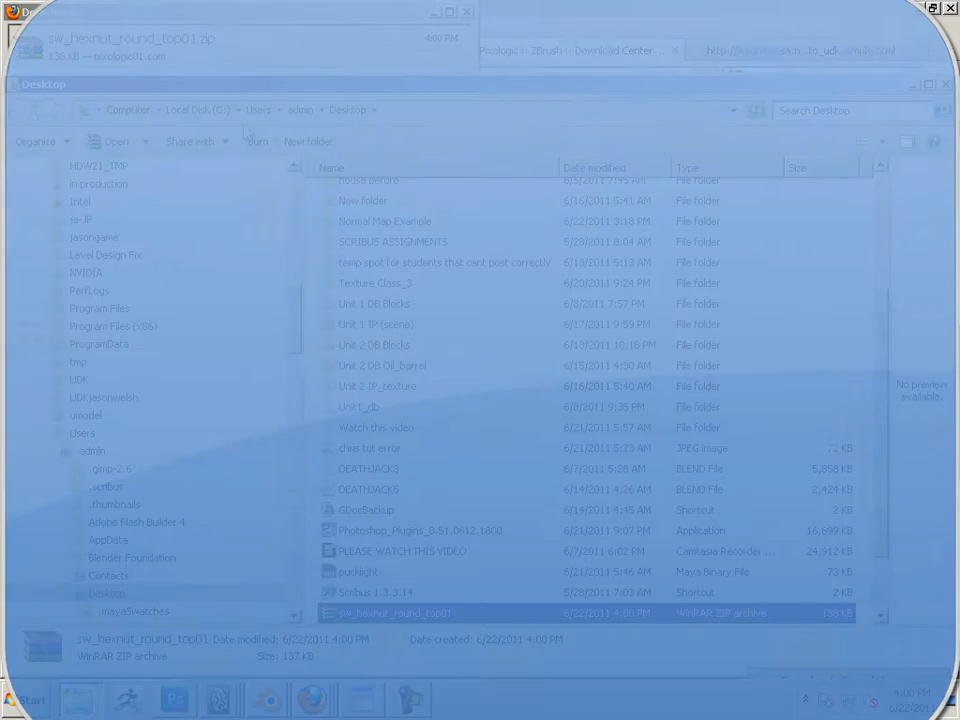 sw_hexnut_round_top01.zip
4:00 PM
138 KB — pixologic01.com
Pixologic :: ZBrush :: Download Center ...
Desktop
Computer
Local Disk (C:)
Users
admin
Desktop
Search Desktop
Organize
Open
Share with
Burn
New folder
HDW21_TMP
in production
Intel
ja-JP
jasongame
Level Design Fix
NVIDIA
PerfLogs
Program Files
Program Files (x86)
ProgramData
tmp
UDK
UDKjasonwelsh
umodel
Users
admin
.gimp-2.6
.scribus
.thumbnails
Adobe Flash Builder 4
AppData
Blender Foundation
Contacts
Desktop
.mayaSwatches
Name Date modified Type Size
house before 6/5/2011 7:45 AM File folder
New folder 6/16/2011 5:41 AM File folder
Normal Map Example 6/22/2011 3:18 PM File folder
SCRIBUS ASSIGNMENTS 5/28/2011 8:04 AM File folder
temp spot for students that cant post correctly 6/13/2011 5:13 AM File folder
Texture Class_3 6/20/2011 9:24 PM File folder
Unit 1 DB Blocks 6/8/2011 7:57 PM File folder
Unit 1 IP (scene) 6/17/2011 9:59 PM File folder
Unit 2 DB Blocks 6/13/2011 10:18 PM File folder
Unit 2 DB Oil_barrel 6/15/2011 4:30 AM File folder
Unit 2 IP_texture 6/16/2011 5:40 AM File folder
Unit1_db 6/8/2011 9:35 PM File folder
Watch this video 6/21/2011 5:57 AM File folder
chris tut error 6/21/2011 5:23 AM JPEG image 72 KB
DEATHJACK3 6/7/2011 5:28 AM BLEND File 5,858 KB
DEATHJACK6 6/14/2011 4:26 AM BLEND File 2,424 KB
GDocBackup 6/14/2011 4:45 AM Shortcut 2 KB
Photoshop_Plugins_8.51.0612.1800 6/21/2011 9:07 PM Application 16,699 KB
PLEASE WATCH THIS VIDEO 6/7/2011 6:02 PM Camtasia Recorder ... 24,912 KB
pucklight 6/21/2011 5:46 AM Maya Binary File 73 KB
Scribus 1.3.3.14 5/28/2011 7:03 AM Shortcut 2 KB
sw_hexnut_round_top01 6/22/2011 4:00 PM WinRAR ZIP archive 138 KB
No preview
available.
sw_hexnut_round_top01 Date modified: 6/22/2011 4:00 PM Date created: 6/22/2011 4:00 PM
WinRAR ZIP archive Size: 137 KB
Start
4:00 PM
6/22/2011